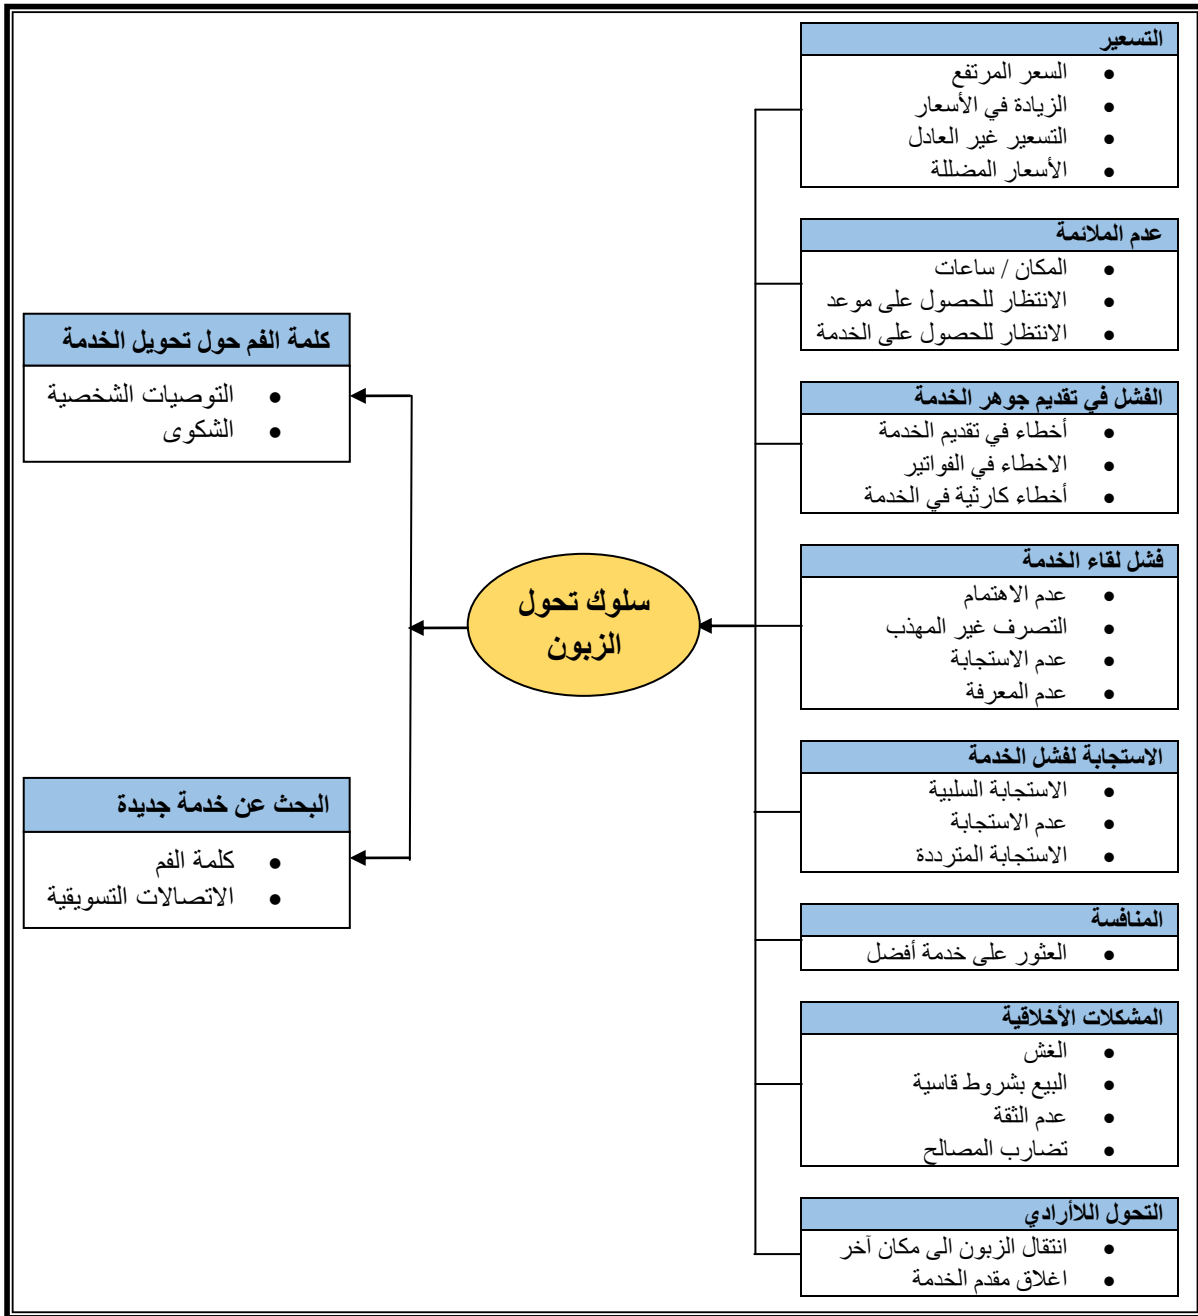 التسعير
• السعر المرتفع
• الزيادة في الأسعار
• التسعير غير العادل
• الأسعار المضللة
عدم الملائمة
• المكان / ساعات
• الانتظار للحصول على موعد
• الانتظار للحصول على الخدمة
الفشل في تقديم جوهر الخدمة
• أخطاء في تقديم الخدمة
• الاخطاء في الفواتير
• أخطاء كارثية في الخدمة
فشل لقاء الخدمة
• عدم الاهتمام
• التصرف غير المهذب
• عدم الاستجابة
• عدم المعرفة
الاستجابة لفشل الخدمة
• الاستجابة السلبية
• عدم الاستجابة
• الاستجابة المترددة
المنافسة
• العثور على خدمة أفضل
المشكلات الأخلاقية
• الغش
• البيع بشروط قاسية
• عدم الثقة
• تضارب المصالح
التحول اللاأرادي
• انتقال الزبون الى مكان آخر
• اغلاق مقدم الخدمة
سلوك تحول
الزبون
كلمة الفم حول تحويل الخدمة
• التوصيات الشخصية
• الشكوى
البحث عن خدمة جديدة
• كلمة الفم
• الاتصالات التسويقية